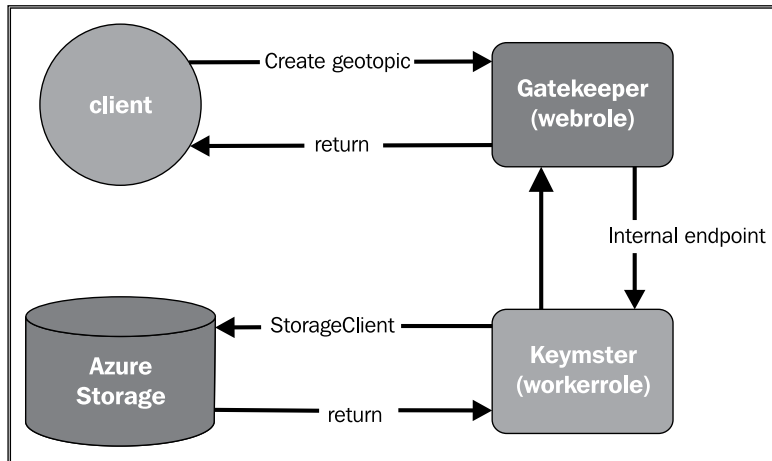 client
Create geotopic
return
Gatekeeper
(webrole)
Internal endpoint
Azure
Storage
StorageClient
return
Keymster
(workerrole)